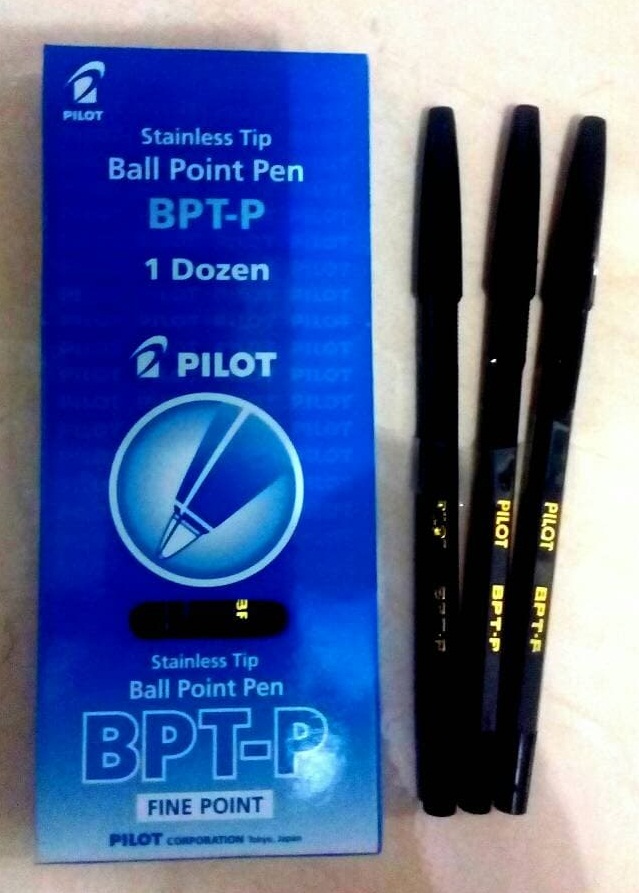 PILOT
Stainless Tip
Ball Point Pen
BPT-P
1 Dozen
PILOT
BF
Stainless Tip
Ball Point Pen
BPT-P
FINE POINT
PILOT CORPORATION Tokyo, Japan
PILOT BPT-P
PILOT BPT-P
PILOT BPT-P